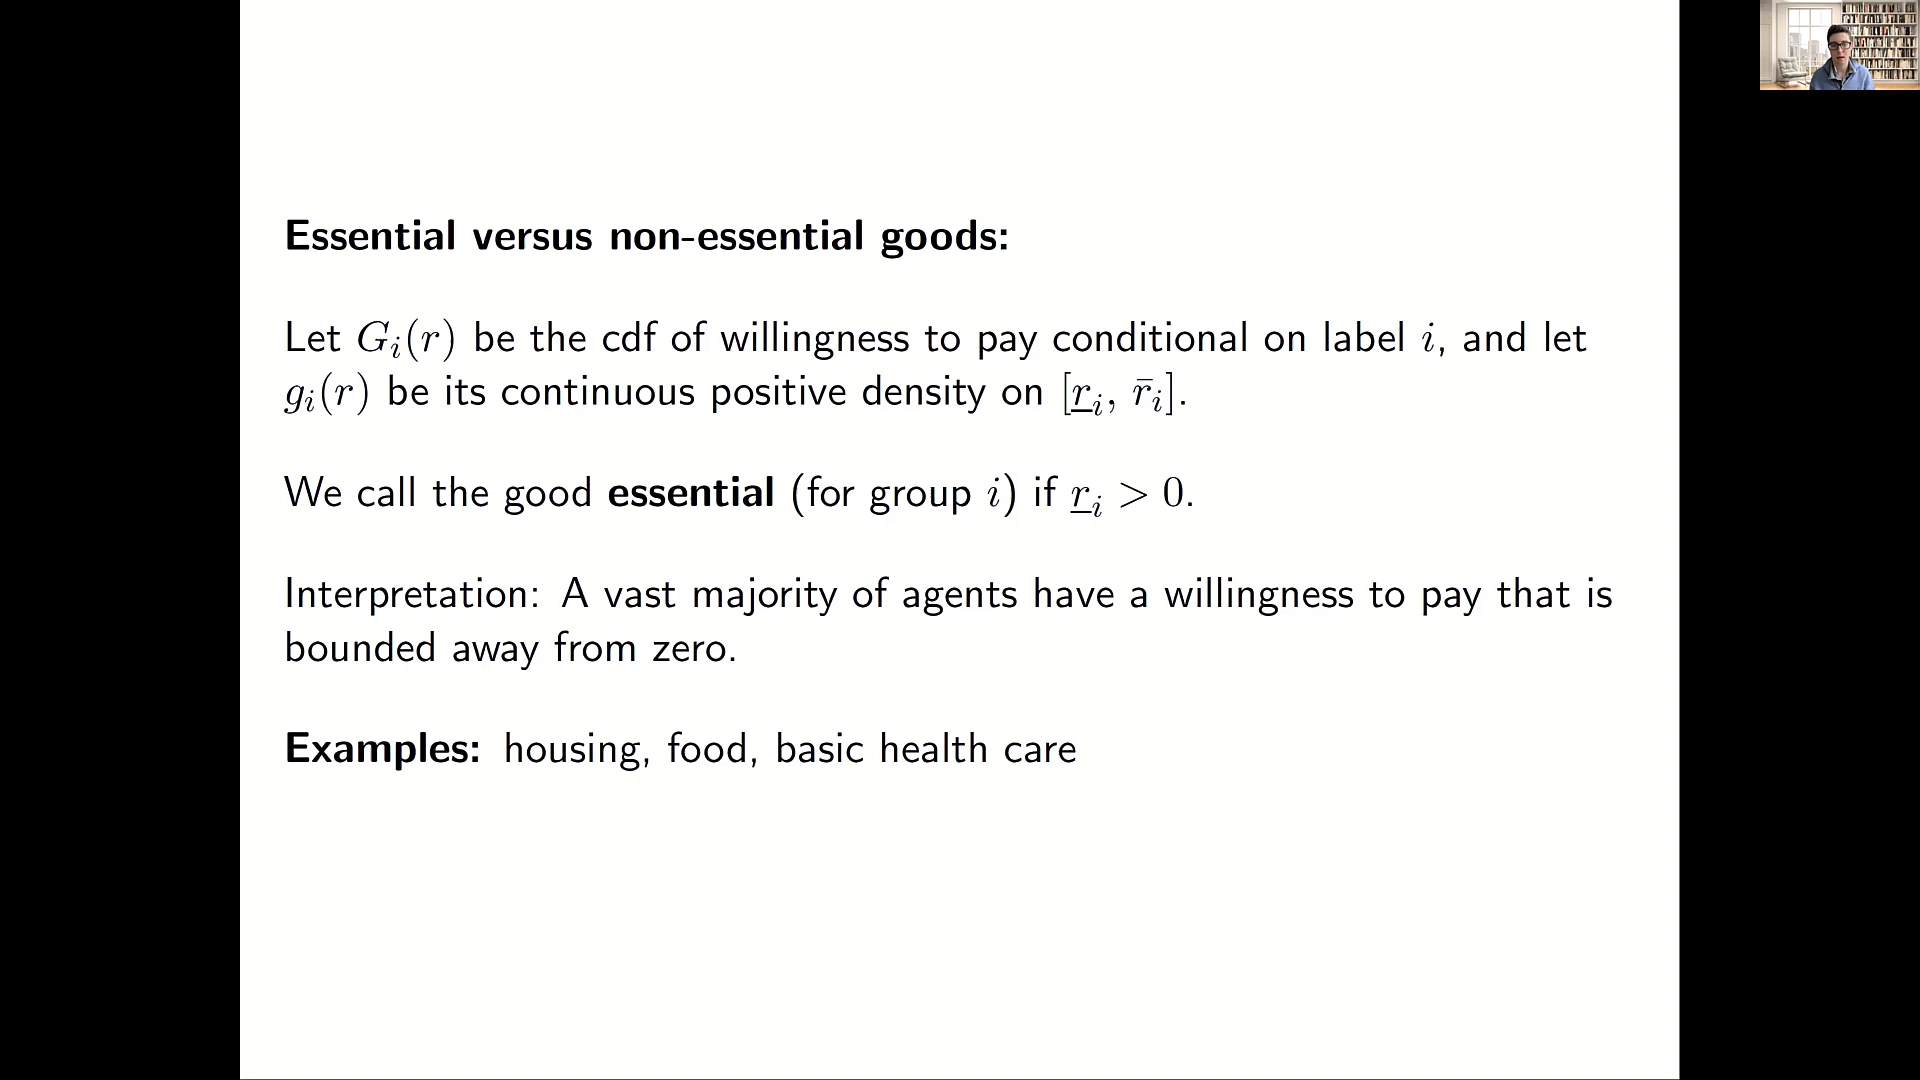 Essential versus non-essential goods:
Let $G_i(r)$ be the cdf of willingness to pay conditional on label $i$, and let
$g_i(r)$ be its continuous positive density on $[\underline{r}_i, \bar{r}_i]$.
We call the good essential (for group $i$) if $\underline{r}_i > 0$.
Interpretation: A vast majority of agents have a willingness to pay that is
bounded away from zero.
Examples: housing, food, basic health care